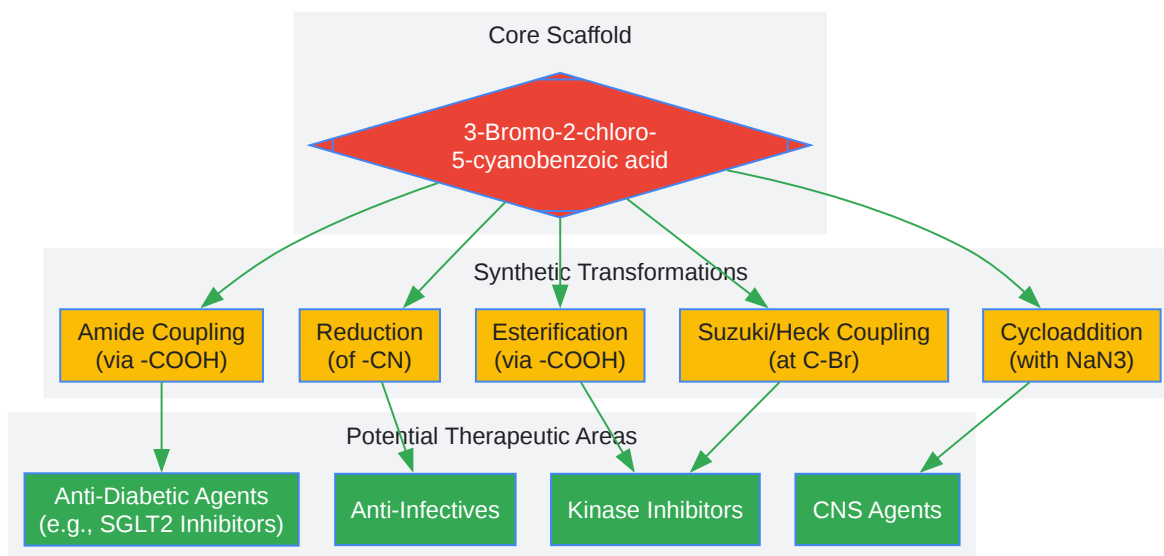 Core Scaffold
3-Bromo-2-chloro-
5-cyanobenzoic acid
Synthetic Transformations
Amide Coupling
(via -COOH)
Reduction
(of -CN)
Esterification
(via -COOH)
Suzuki/Heck Coupling
(at C-Br)
Cycloaddition
(with NaN3)
Potential Therapeutic Areas
Anti-Diabetic Agents
(e.g., SGLT2 Inhibitors)
Anti-Infectives
Kinase Inhibitors
CNS Agents